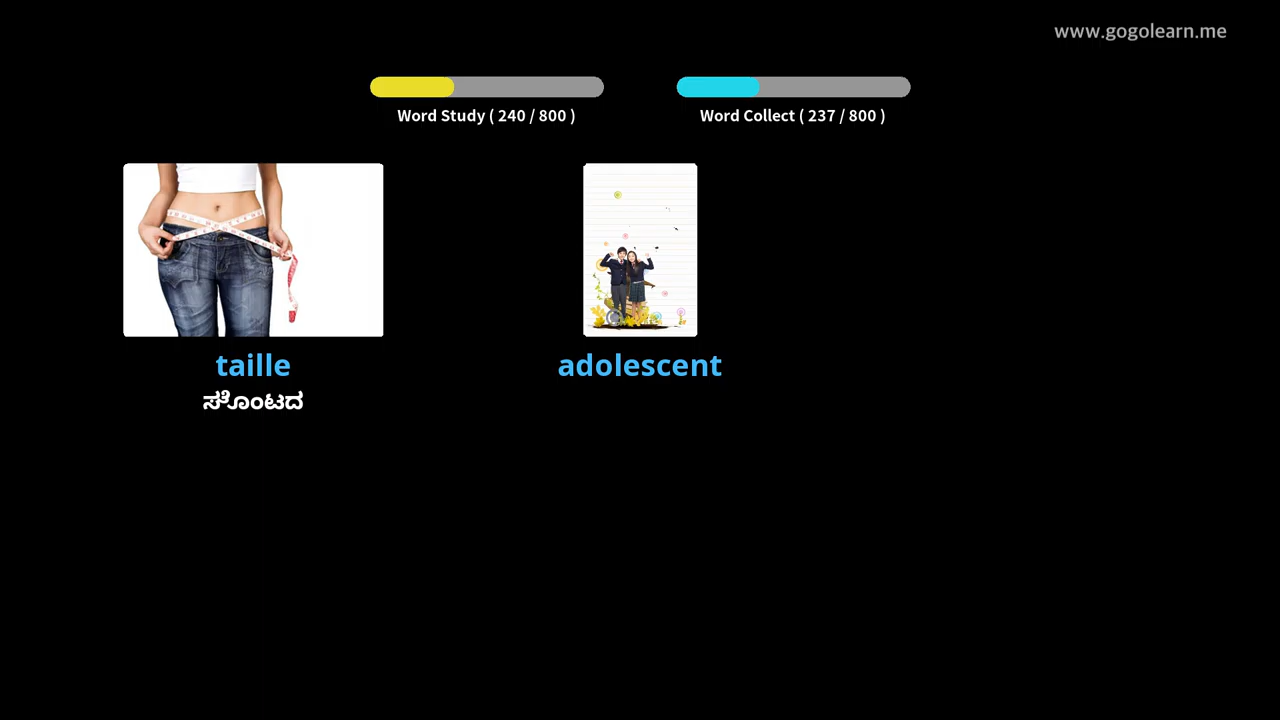 www.gogolearn.me
Word Study ( 240 / 800 )
Word Collect ( 237 / 800 )
taille
adolescent
ಸೊಂಟದ